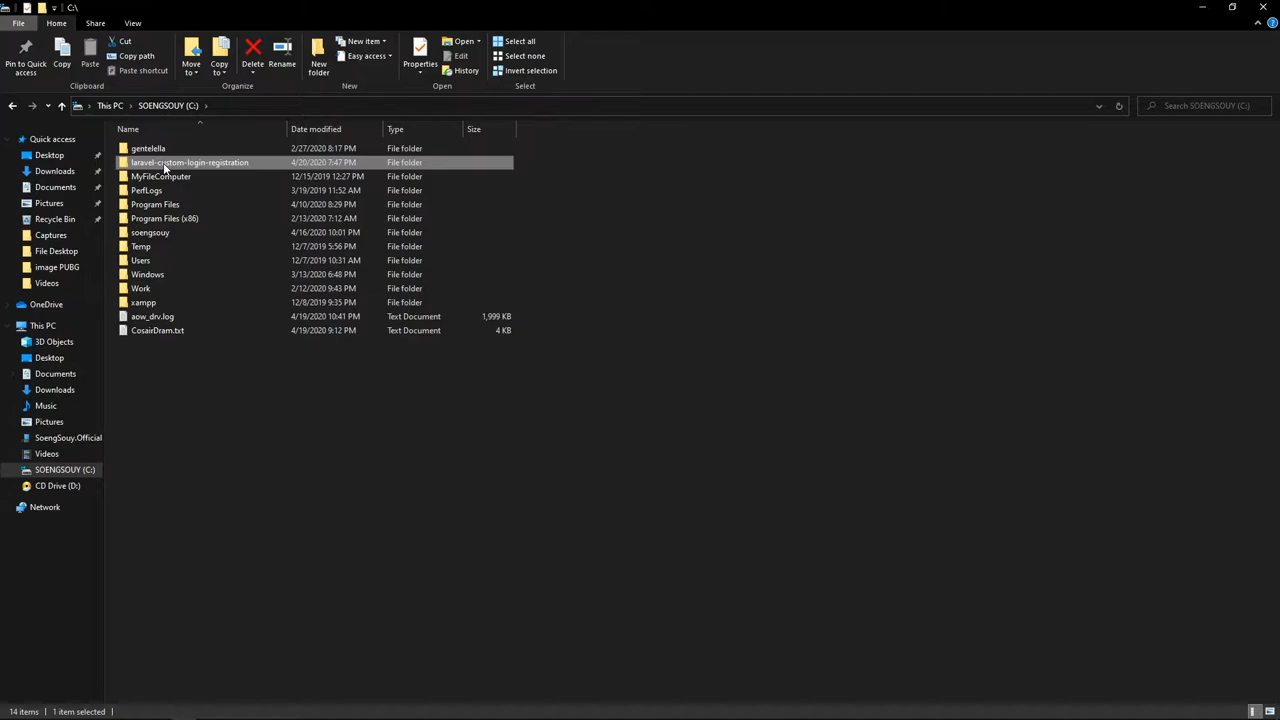 C:\
File Home Share View
Pin to Quick access
Copy
Paste
Cut
Copy path
Paste shortcut
Clipboard
Move to
Copy to
Delete
Rename
Organize
New folder
New item
Easy access
New
Properties
Open
Edit
History
Open
Select all
Select none
Invert selection
Select
This PC SOENGSOUY (C:)
Search SOENGSOUY (C:)
Quick access
Desktop
Downloads
Documents
Pictures
Recycle Bin
Captures
File Desktop
image PUBG
Videos
OneDrive
This PC
3D Objects
Desktop
Documents
Downloads
Music
Pictures
SoengSouy.Official
Videos
SOENGSOUY (C:)
CD Drive (D:)
Network
Name Date modified Type Size
gentelella 2/27/2020 8:17 PM File folder
laravel-custom-login-registration 4/20/2020 7:47 PM File folder
MyFileComputer 12/15/2019 12:27 PM File folder
PerfLogs 3/19/2019 11:52 AM File folder
Program Files 4/10/2020 8:29 PM File folder
Program Files (x86) 2/13/2020 7:12 AM File folder
soengsouy 4/16/2020 10:01 PM File folder
Temp 12/7/2019 5:56 PM File folder
Users 12/7/2019 10:31 AM File folder
Windows 3/13/2020 6:48 PM File folder
Work 2/12/2020 9:43 PM File folder
xampp 12/8/2019 9:35 PM File folder
aow_drv.log 4/19/2020 10:41 PM Text Document 1,999 KB
CosairDram.txt 4/19/2020 9:12 PM Text Document 4 KB
14 items 1 item selected